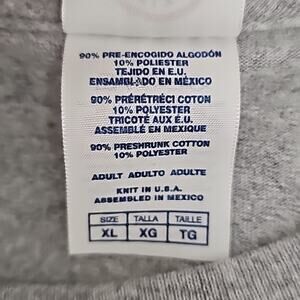 90% PRE-ENCOGIDO ALGODÓN
10% POLIESTER
TEJIDO EN E.U.
ENSAMBLADO EN MÉXICO
90% PRÉRÉTRÉCI COTON
10% POLYESTER
TRICOTÉ AUX É.U.
ASSEMBLÉ EN MEXIQUE
90% PRESHRUNK COTTON
10% POLYESTER
ADULT ADULTO ADULTE
KNIT IN U.S.A.
ASSEMBLED IN MEXICO
SIZE TALLA TAILLE
XL XG TG